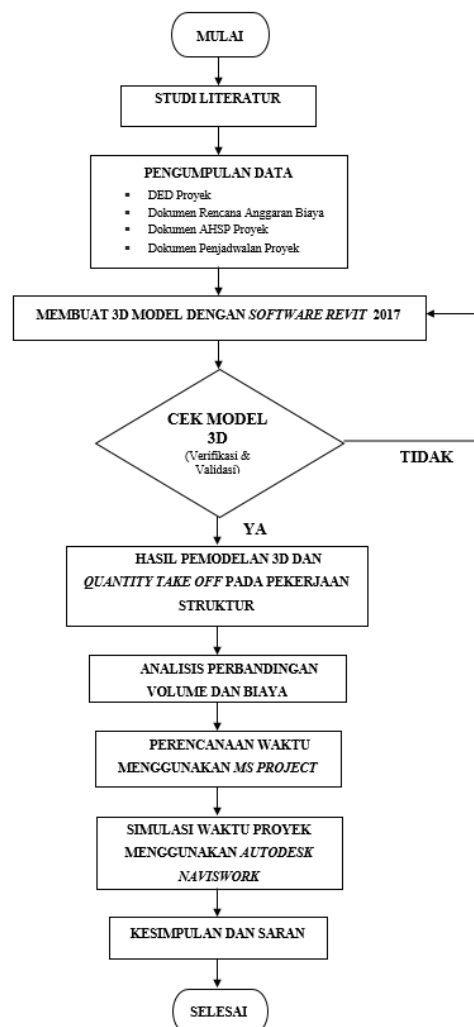 MULAI
STUDI LITERATUR
PENGUMPULAN DATA
▪ DED Proyek
▪ Dokumen Rencana Anggaran Biaya
▪ Dokumen AHSP Proyek
▪ Dokumen Penjadwalan Proyek
MEMBUAT 3D MODEL DENGAN SOFTWARE REVIT 2017
CEK MODEL
3D
(Verifikasi &
Validasi)
TIDAK
YA
HASIL PEMODELAN 3D DAN
QUANTITY TAKE OFF PADA PEKERJAAN
STRUKTUR
ANALISIS PERBANDINGAN
VOLUME DAN BIAYA
PERENCANAAN WAKTU
MENGGUNAKAN MS PROJECT
SIMULASI WAKTU PROYEK
MENGGUNAKAN AUTODESK
NAVISWORK
KESIMPULAN DAN SARAN
SELESAI